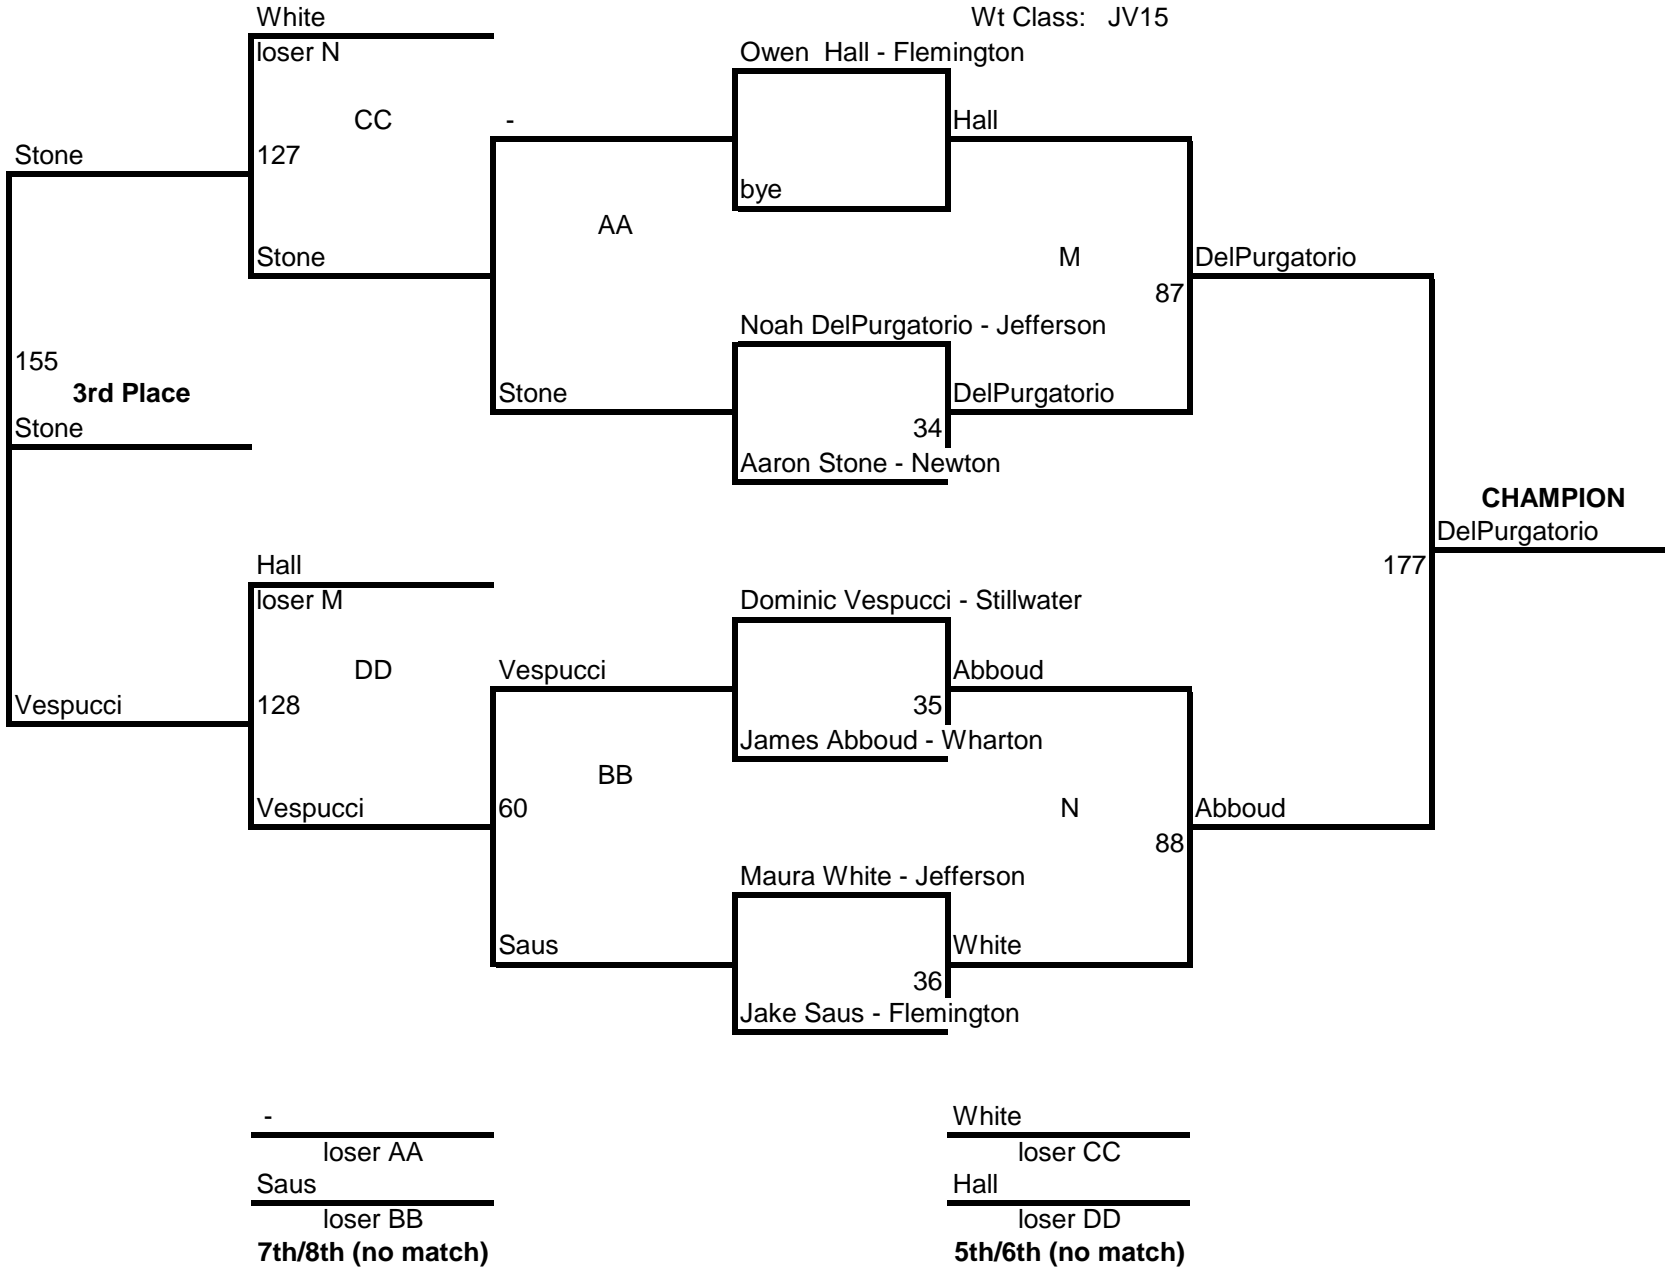 White
Wt Class: JV15
loser N
Owen Hall - Flemington
CC
-
Hall
Stone
127
bye
AA
Stone
M
DelPurgatorio
87
Noah DelPurgatorio - Jefferson
155
3rd Place
Stone
DelPurgatorio
Stone
34
Aaron Stone - Newton
CHAMPION
DelPurgatorio
Hall
177
loser M
Dominic Vespucci - Stillwater
DD
Vespucci
Abboud
Vespucci
128
35
James Abboud - Wharton
BB
Vespucci
60
N
Abboud
88
Maura White - Jefferson
Saus
White
36
Jake Saus - Flemington
-
White
loser AA
loser CC
Saus
Hall
loser BB
loser DD
7th/8th (no match)
5th/6th (no match)